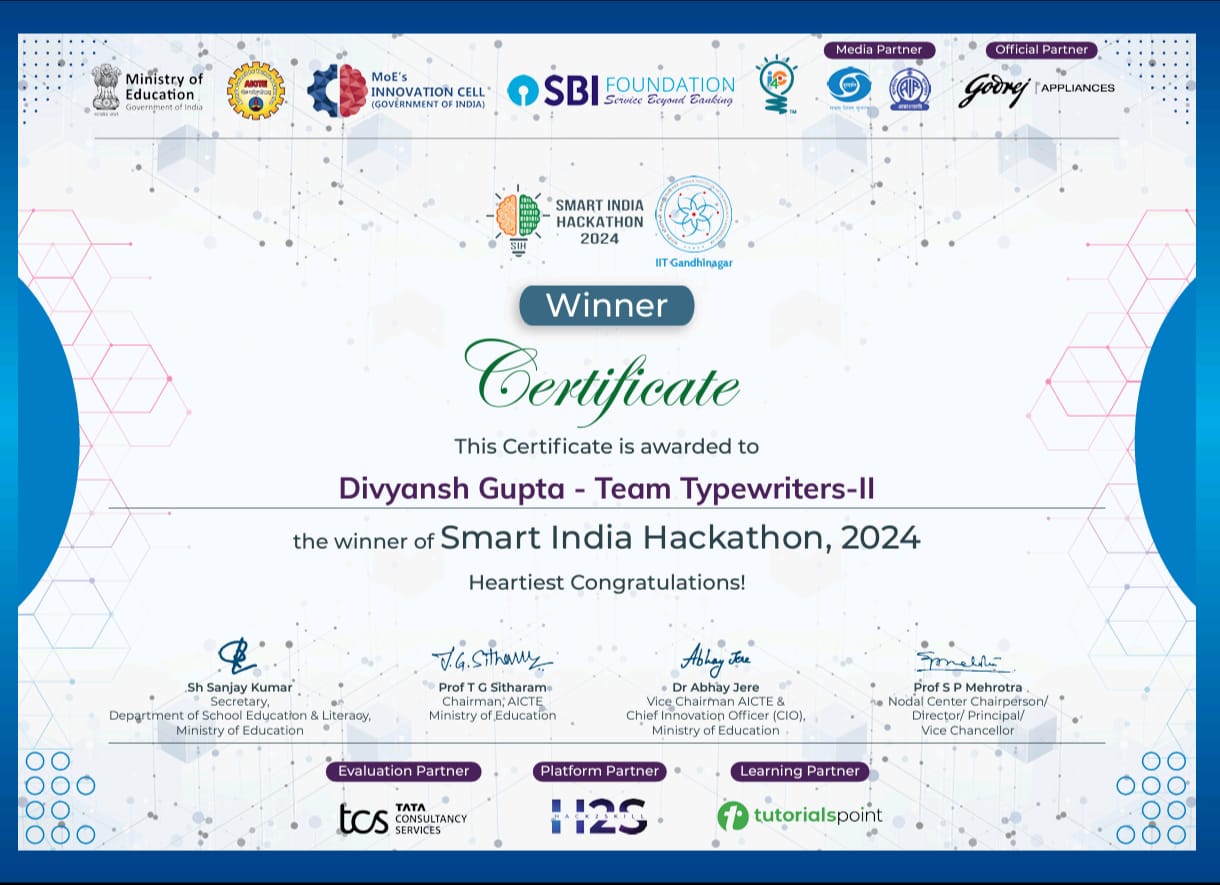 Media Partner
Official Partner
Ministry of
Education
Government of India
AICTE
MoE's
INNOVATION CELL
(GOVERNMENT OF INDIA)
SBI FOUNDATION
Service Beyond Banking
TM
Godrej APPLIANCES
SMART INDIA
HACKATHON
2024
SIH
IIT Gandhinagar
Winner
Certificate
This Certificate is awarded to
Divyansh Gupta - Team Typewriters-II
the winner of Smart India Hackathon, 2024
Heartiest Congratulations!
T.G. Sitharam
Abhay Jere
Sh Sanjay Kumar
Secretary,
Department of School Education & Literacy,
Ministry of Education
Prof T G Sitharam
Chairman, AICTE
Ministry of Education
Dr Abhay Jere
Vice Chairman AICTE &
Chief Innovation Officer (CIO),
Ministry of Education
Prof S P Mehrotra
Nodal Center Chairperson/
Director/ Principal/
Vice Chancellor
Evaluation Partner
Platform Partner
Learning Partner
tcs TATA
CONSULTANCY
SERVICES
H2S
HACK2SKILL
tutorialspoint